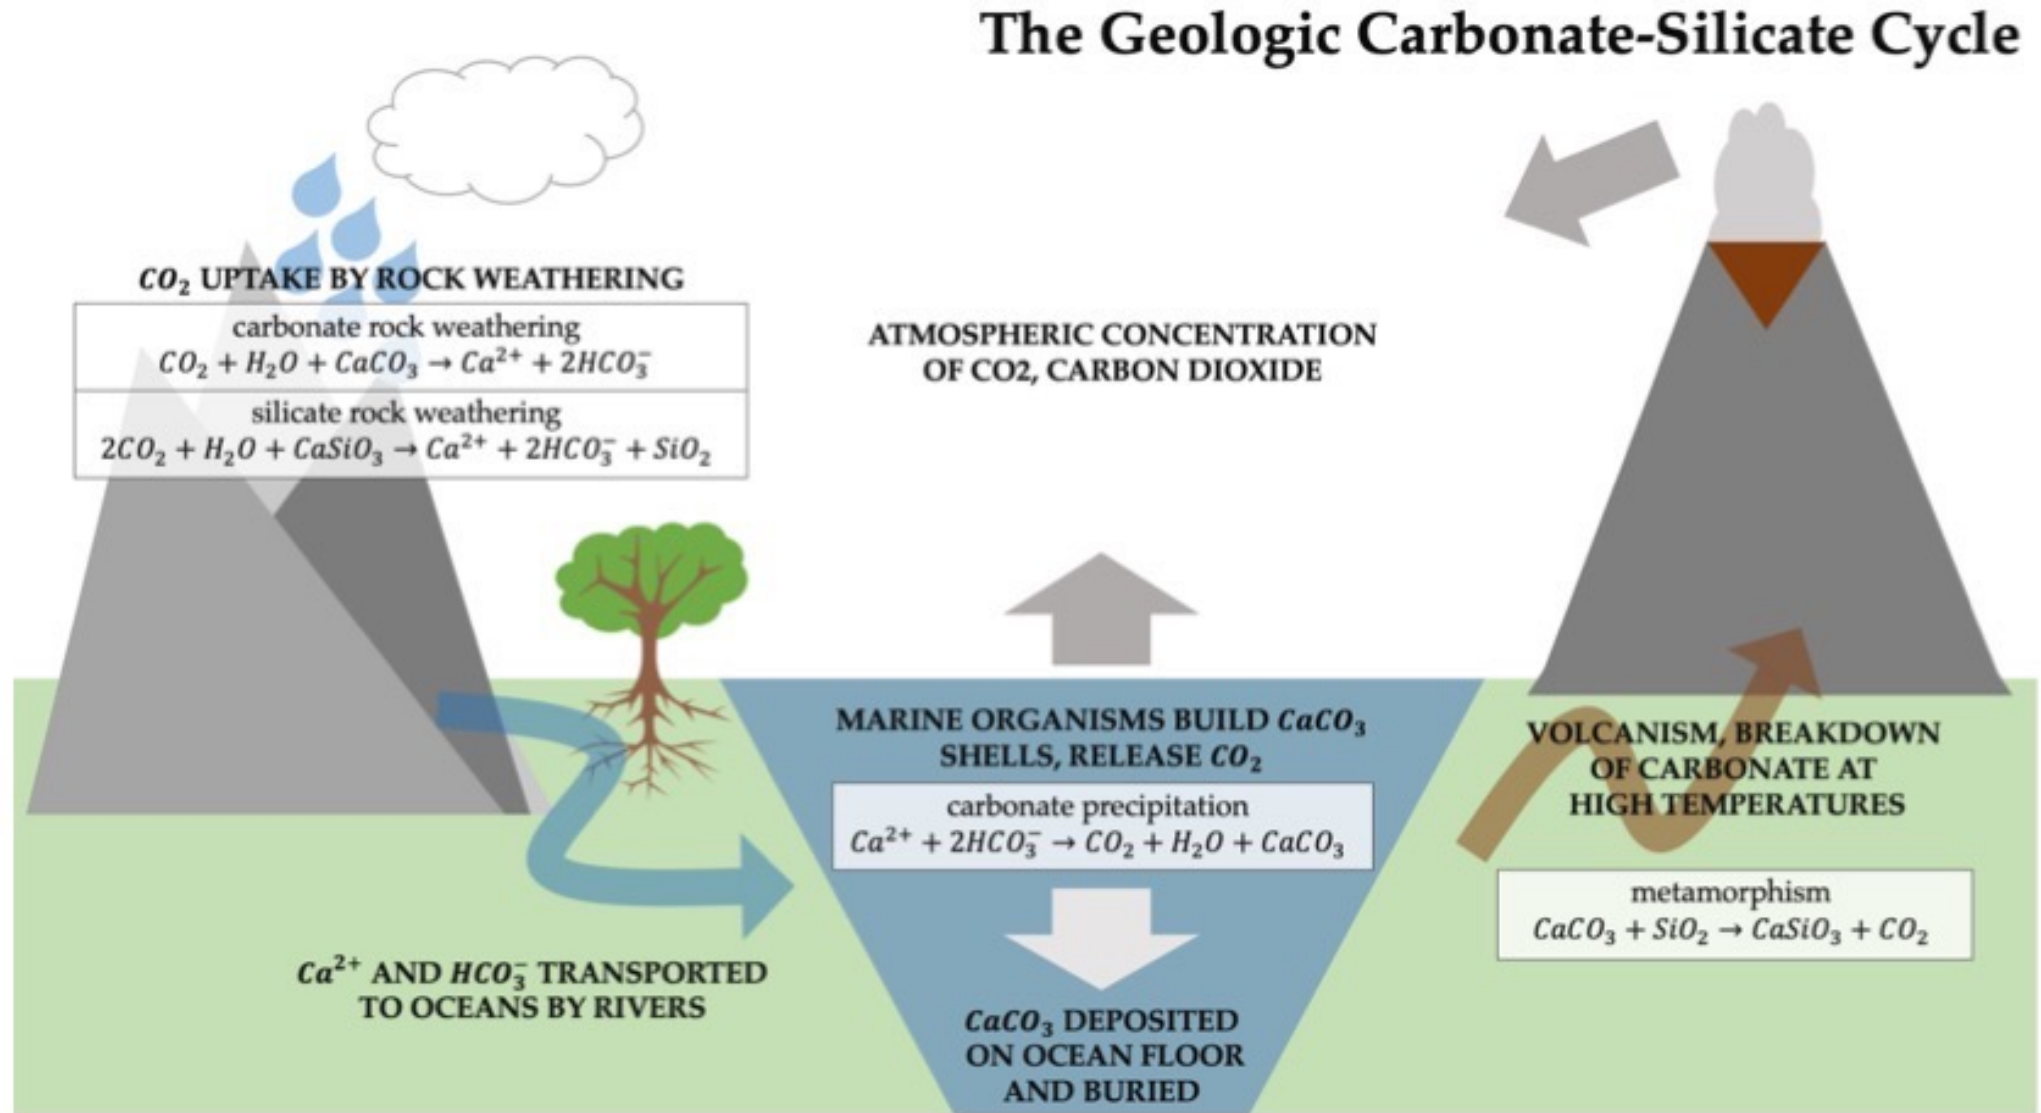 The Geologic Carbonate-Silicate Cycle
CO₂ UPTAKE BY ROCK WEATHERING
carbonate rock weathering
CO₂ + H₂O + CaCO₃ → Ca²⁺ + 2HCO₃⁻
silicate rock weathering
2CO₂ + H₂O + CaSiO₃ → Ca²⁺ + 2HCO₃⁻ + SiO₂
ATMOSPHERIC CONCENTRATION
OF CO2, CARBON DIOXIDE
MARINE ORGANISMS BUILD CaCO₃
SHELLS, RELEASE CO₂
carbonate precipitation
Ca²⁺ + 2HCO₃⁻ → CO₂ + H₂O + CaCO₃
VOLCANISM, BREAKDOWN
OF CARBONATE AT
HIGH TEMPERATURES
metamorphism
CaCO₃ + SiO₂ → CaSiO₃ + CO₂
Ca²⁺ AND HCO₃⁻ TRANSPORTED
TO OCEANS BY RIVERS
CaCO₃ DEPOSITED
ON OCEAN FLOOR
AND BURIED